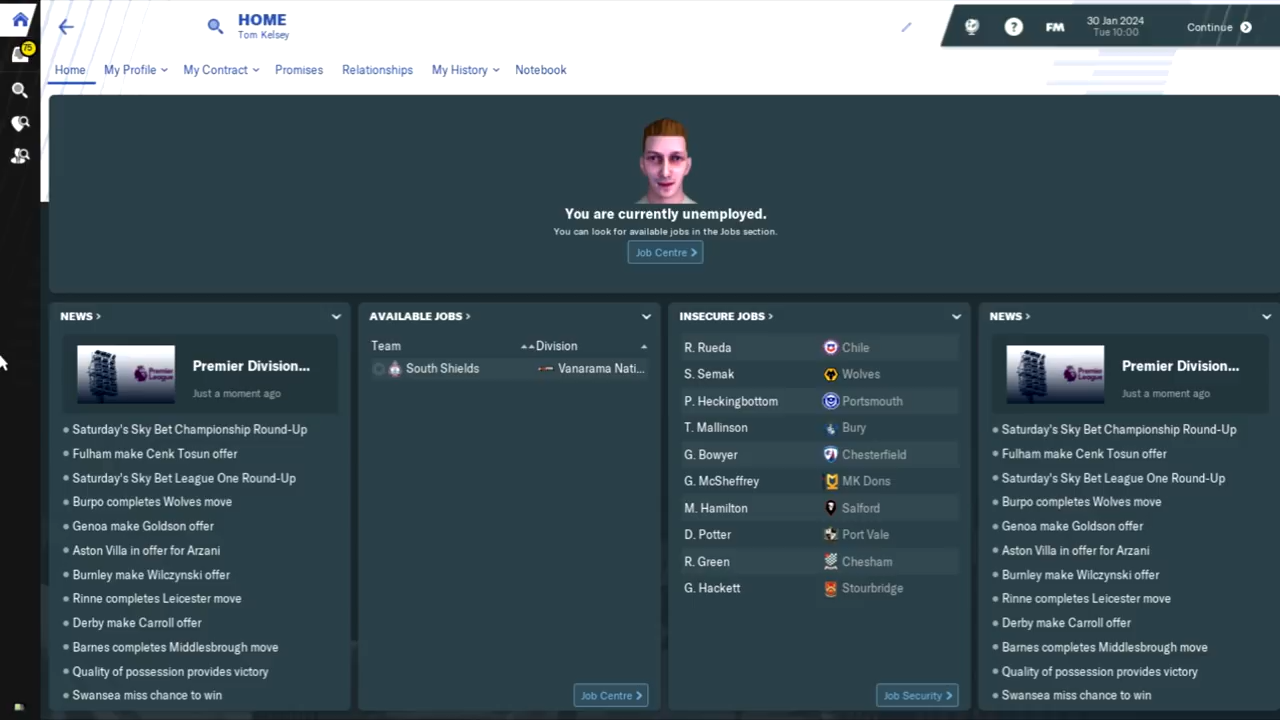 HOME
Tom Kelsey
30 Jan 2024
Tue 10:00
FM
?
Continue
75
Home
My Profile
My Contract
Promises
Relationships
My History
Notebook
You are currently unemployed.
You can look for available jobs in the Jobs section.
Job Centre >
NEWS >
Premier Division...
Just a moment ago
Saturday's Sky Bet Championship Round-Up
Fulham make Cenk Tosun offer
Saturday's Sky Bet League One Round-Up
Burpo completes Wolves move
Genoa make Goldson offer
Aston Villa in offer for Arzani
Burnley make Wilczynski offer
Rinne completes Leicester move
Derby make Carroll offer
Barnes completes Middlesbrough move
Quality of possession provides victory
Swansea miss chance to win
AVAILABLE JOBS >
Team Division
South Shields Vanarama Nati...
Job Centre >
INSECURE JOBS >
R. Rueda Chile
S. Semak Wolves
P. Heckingbottom Portsmouth
T. Mallinson Bury
G. Bowyer Chesterfield
G. McSheffrey MK Dons
M. Hamilton Salford
D. Potter Port Vale
R. Green Chesham
G. Hackett Stourbridge
Job Security >
NEWS >
Premier Division...
Just a moment ago
Saturday's Sky Bet Championship Round-Up
Fulham make Cenk Tosun offer
Saturday's Sky Bet League One Round-Up
Burpo completes Wolves move
Genoa make Goldson offer
Aston Villa in offer for Arzani
Burnley make Wilczynski offer
Rinne completes Leicester move
Derby make Carroll offer
Barnes completes Middlesbrough move
Quality of possession provides victory
Swansea miss chance to win